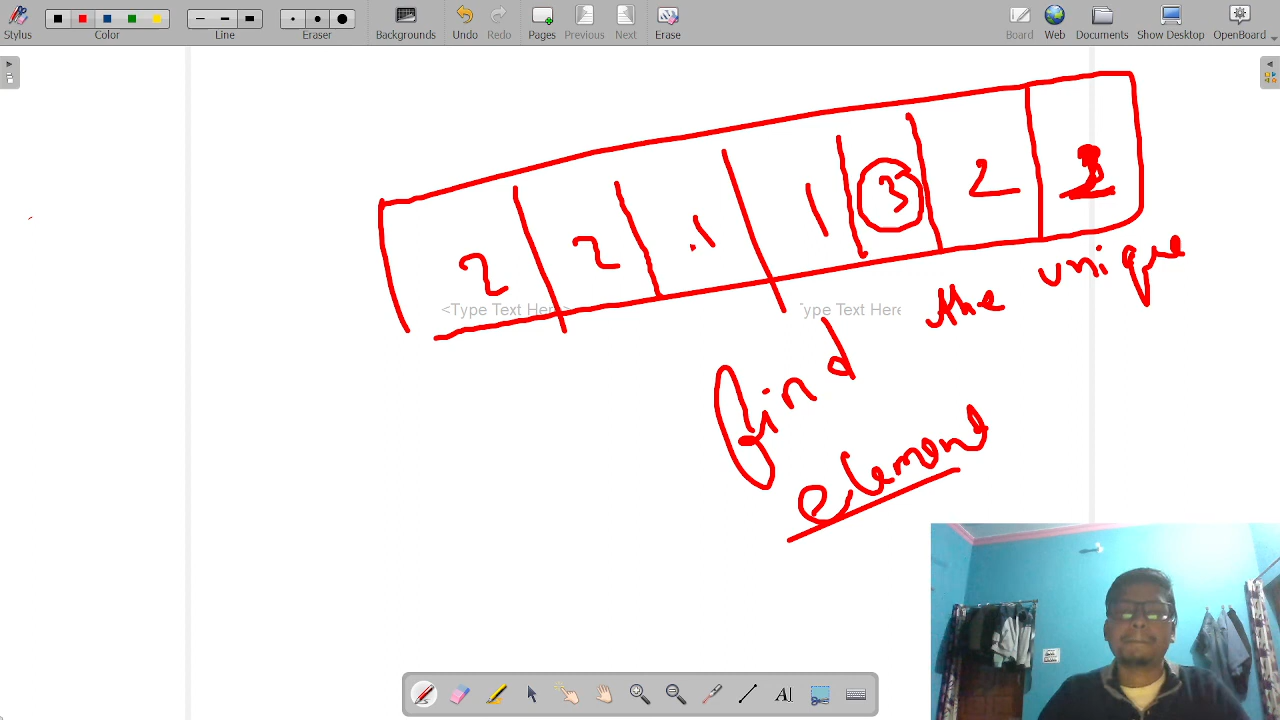 Stylus
Color
Line
Eraser
Backgrounds
Undo
Redo
Pages
Previous
Next
Erase
Board
Web
Documents
Show Desktop
OpenBoard
2 2 1 1 3 2 2
<Type Text Here>
Type Text Here
find the unique
element